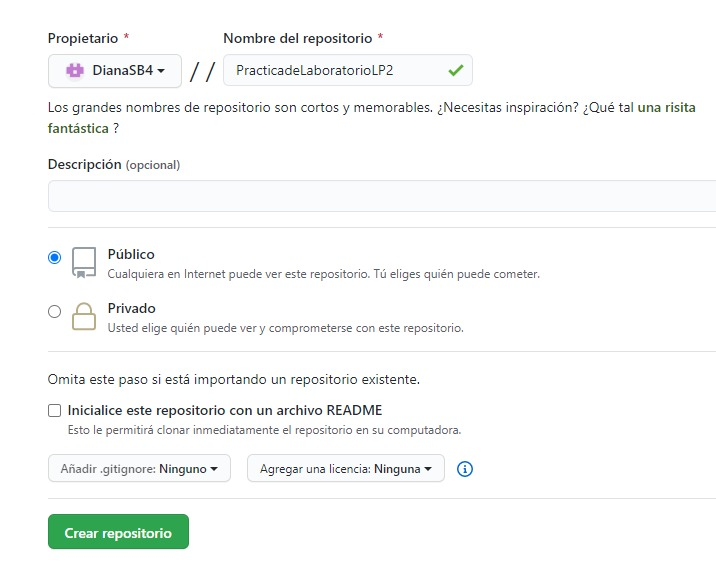 Propietario * Nombre del repositorio *
DianaSB4 // PracticadeLaboratorioLP2
Los grandes nombres de repositorio son cortos y memorables. ¿Necesitas inspiración? ¿Qué tal una risita
fantástica ?
Descripción (opcional)
Público
Cualquiera en Internet puede ver este repositorio. Tú eliges quién puede cometer.
Privado
Usted elige quién puede ver y comprometerse con este repositorio.
Omita este paso si está importando un repositorio existente.
Inicialice este repositorio con un archivo README
Esto le permitirá clonar inmediatamente el repositorio en su computadora.
Añadir .gitignore: Ninguno Agregar una licencia: Ninguna
Crear repositorio